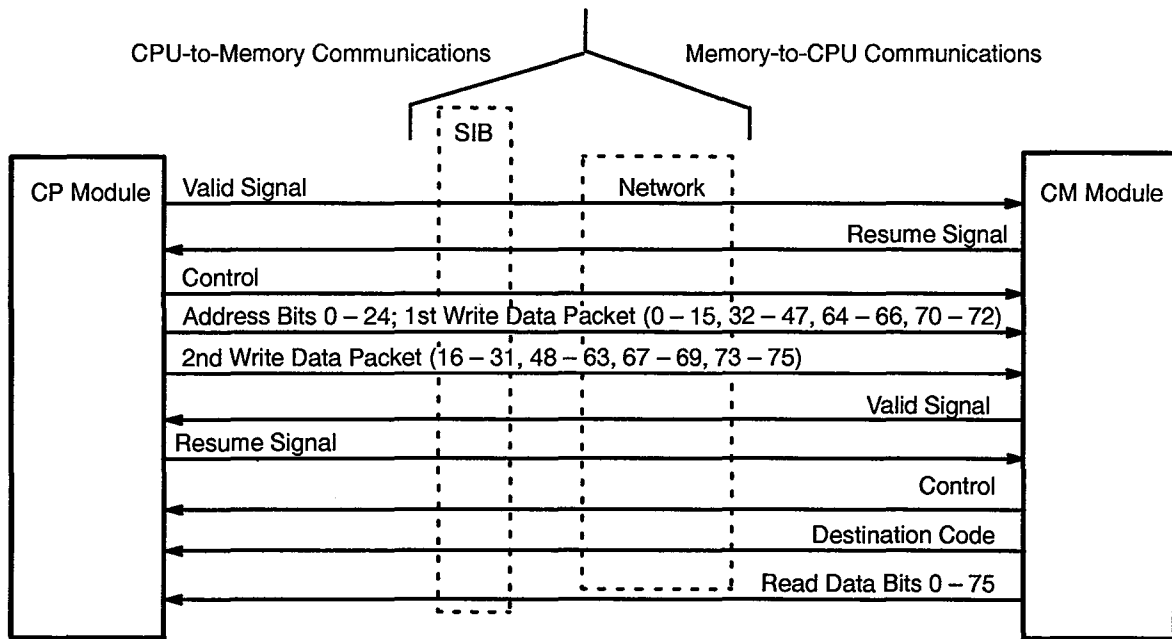 CPU-to-Memory Communications
Memory-to-CPU Communications
SIB
CP Module
Valid Signal
Network
CM Module
Resume Signal
Control
Address Bits 0 – 24; 1st Write Data Packet (0 – 15, 32 – 47, 64 – 66, 70 – 72)
2nd Write Data Packet (16 – 31, 48 – 63, 67 – 69, 73 – 75)
Valid Signal
Resume Signal
Control
Destination Code
Read Data Bits 0 – 75